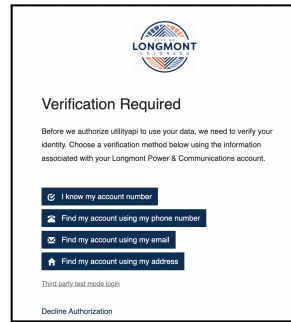 CITY OF
LONGMONT
COLORADO
Verification Required
Before we authorize utilityapi to use your data, we need to verify your
identity. Choose a verification method below using the information
associated with your Longmont Power & Communications account.
I know my account number
Find my account using my phone number
Find my account using my email
Find my account using my address
Third party test mode login
Decline Authorization